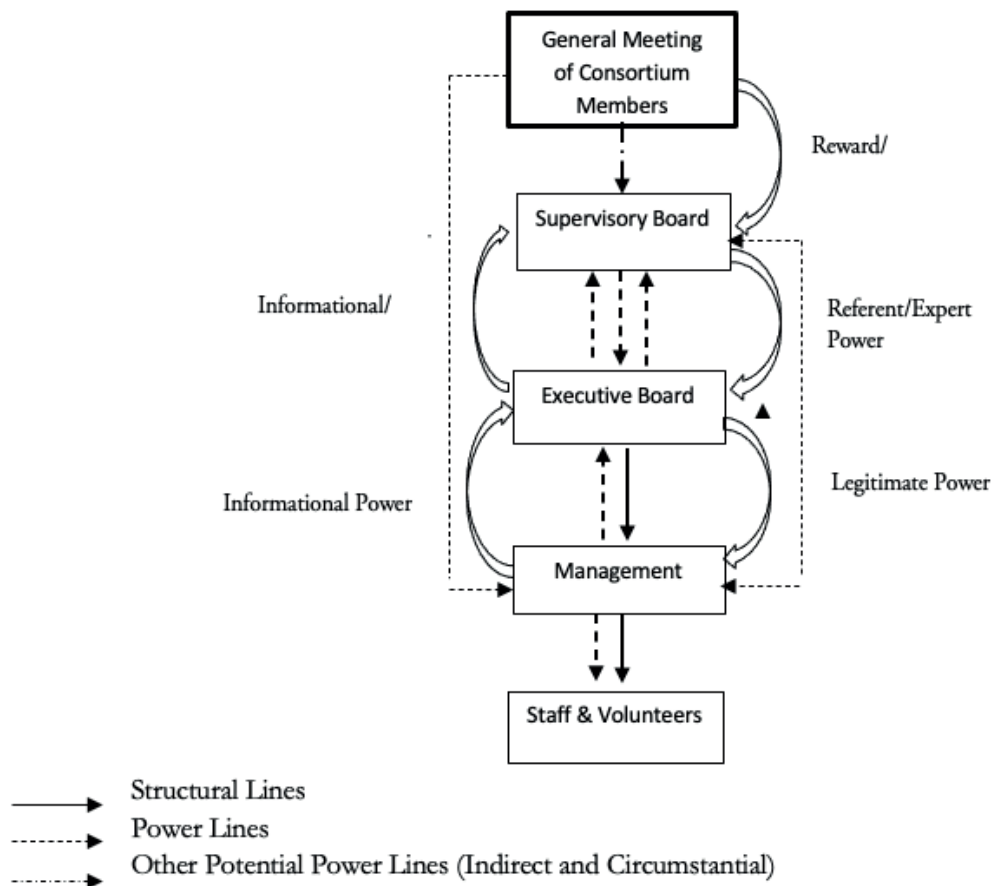 General Meeting
of Consortium
Members
Reward/
Supervisory Board
Informational/
Referent/Expert
Power
Executive Board
Informational Power
Legitimate Power
Management
Staff & Volunteers
Structural Lines
Power Lines
Other Potential Power Lines (Indirect and Circumstantial)